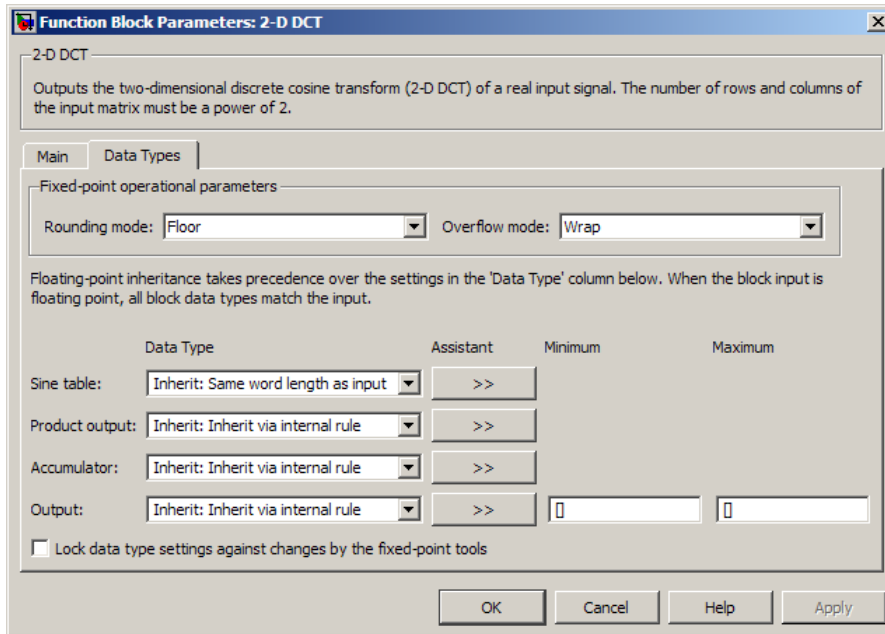 Function Block Parameters: 2-D DCT
2-D DCT
Outputs the two-dimensional discrete cosine transform (2-D DCT) of a real input signal. The number of rows and columns of
the input matrix must be a power of 2.
Main Data Types
Fixed-point operational parameters
Rounding mode: Floor Overflow mode: Wrap
Floating-point inheritance takes precedence over the settings in the 'Data Type' column below. When the block input is
floating point, all block data types match the input.
Data Type Assistant Minimum Maximum
Sine table: Inherit: Same word length as input >>
Product output: Inherit: Inherit via internal rule >>
Accumulator: Inherit: Inherit via internal rule >>
Output: Inherit: Inherit via internal rule >> [] []
Lock data type settings against changes by the fixed-point tools
OK Cancel Help Apply